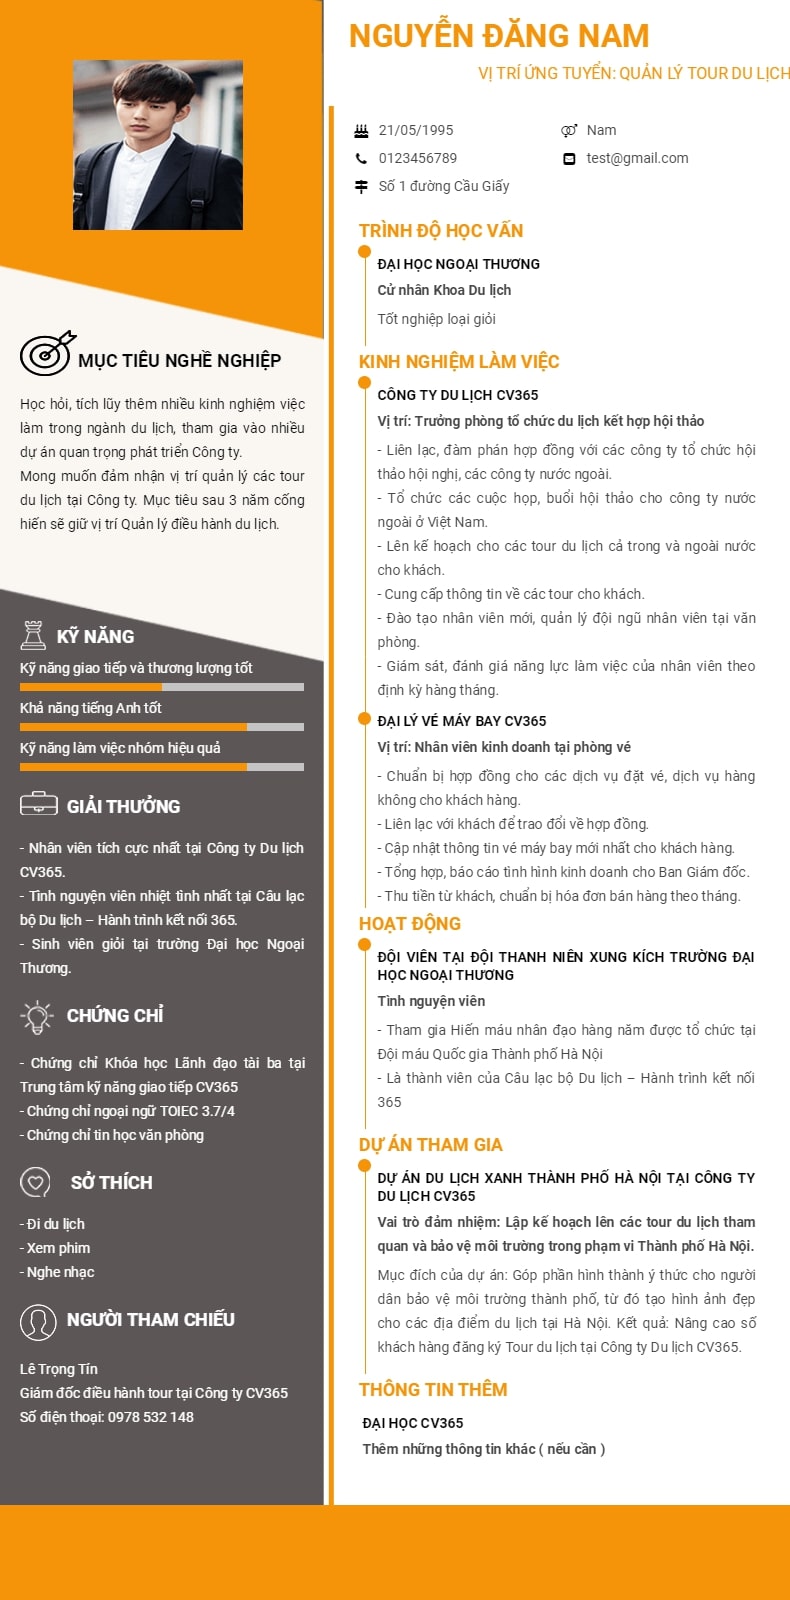 NGUYỄN ĐĂNG NAM
VỊ TRÍ ỨNG TUYỂN: QUẢN LÝ TOUR DU LỊCH
21/05/1995
Nam
0123456789
test@gmail.com
Số 1 đường Cầu Giấy
MỤC TIÊU NGHỀ NGHIỆP
Học hỏi, tích lũy thêm nhiều kinh nghiệm việc
làm trong ngành du lịch, tham gia vào nhiều
dự án quan trọng phát triển Công ty.
Mong muốn đảm nhận vị trí quản lý các tour
du lịch tại Công ty. Mục tiêu sau 3 năm cống
hiến sẽ giữ vị trí Quản lý điều hành du lịch.
KỸ NĂNG
Kỹ năng giao tiếp và thương lượng tốt
Khả năng tiếng Anh tốt
Kỹ năng làm việc nhóm hiệu quả
GIẢI THƯỞNG
- Nhân viên tích cực nhất tại Công ty Du lịch
CV365.
- Tình nguyện viên nhiệt tình nhất tại Câu lạc
bộ Du lịch – Hành trình kết nối 365.
- Sinh viên giỏi tại trường Đại học Ngoại
Thương.
CHỨNG CHỈ
- Chứng chỉ Khóa học Lãnh đạo tài ba tại
Trung tâm kỹ năng giao tiếp CV365
- Chứng chỉ ngoại ngữ TOIEC 3.7/4
- Chứng chỉ tin học văn phòng
SỞ THÍCH
- Đi du lịch
- Xem phim
- Nghe nhạc
NGƯỜI THAM CHIẾU
Lê Trọng Tín
Giám đốc điều hành tour tại Công ty CV365
Số điện thoại: 0978 532 148
TRÌNH ĐỘ HỌC VẤN
ĐẠI HỌC NGOẠI THƯƠNG
Cử nhân Khoa Du lịch
Tốt nghiệp loại giỏi
KINH NGHIỆM LÀM VIỆC
CÔNG TY DU LỊCH CV365
Vị trí: Trưởng phòng tổ chức du lịch kết hợp hội thảo
- Liên lạc, đàm phán hợp đồng với các công ty tổ chức hội
thảo hội nghị, các công ty nước ngoài.
- Tổ chức các cuộc họp, buổi hội thảo cho công ty nước
ngoài ở Việt Nam.
- Lên kế hoạch cho các tour du lịch cả trong và ngoài nước
cho khách.
- Cung cấp thông tin về các tour cho khách.
- Đào tạo nhân viên mới, quản lý đội ngũ nhân viên tại văn
phòng.
- Giám sát, đánh giá năng lực làm việc của nhân viên theo
định kỳ hàng tháng.
ĐẠI LÝ VÉ MÁY BAY CV365
Vị trí: Nhân viên kinh doanh tại phòng vé
- Chuẩn bị hợp đồng cho các dịch vụ đặt vé, dịch vụ hàng
không cho khách hàng.
- Liên lạc với khách để trao đổi về hợp đồng.
- Cập nhật thông tin vé máy bay mới nhất cho khách hàng.
- Tổng hợp, báo cáo tình hình kinh doanh cho Ban Giám đốc.
- Thu tiền từ khách, chuẩn bị hóa đơn bán hàng theo tháng.
HOẠT ĐỘNG
ĐỘI VIÊN TẠI ĐỘI THANH NIÊN XUNG KÍCH TRƯỜNG ĐẠI
HỌC NGOẠI THƯƠNG
Tình nguyện viên
- Tham gia Hiến máu nhân đạo hàng năm được tổ chức tại
Đội máu Quốc gia Thành phố Hà Nội
- Là thành viên của Câu lạc bộ Du lịch – Hành trình kết nối
365
DỰ ÁN THAM GIA
DỰ ÁN DU LỊCH XANH THÀNH PHỐ HÀ NỘI TẠI CÔNG TY
DU LỊCH CV365
Vai trò đảm nhiệm: Lập kế hoạch lên các tour du lịch tham
quan và bảo vệ môi trường trong phạm vi Thành phố Hà Nội.
Mục đích của dự án: Góp phần hình thành ý thức cho người
dân bảo vệ môi trường thành phố, từ đó tạo hình ảnh đẹp
cho các địa điểm du lịch tại Hà Nội. Kết quả: Nâng cao số
khách hàng đăng ký Tour du lịch tại Công ty Du lịch CV365.
THÔNG TIN THÊM
ĐẠI HỌC CV365
Thêm những thông tin khác ( nếu cần )